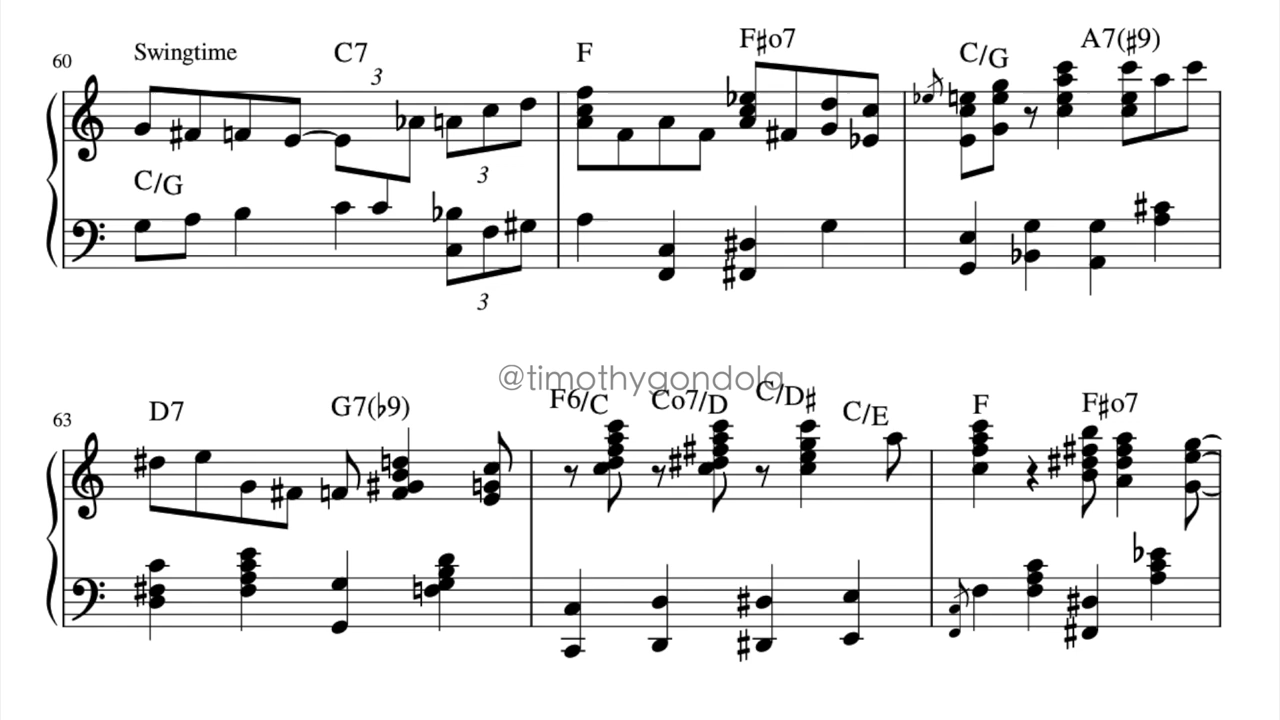 Swingtime C7 F F♯o7 C/G A7(♯9)
60
3
C/G
3
3
@timothygondola
D7 G7(♭9) F6/C Co7/D C/D♯ C/E F F♯o7
63